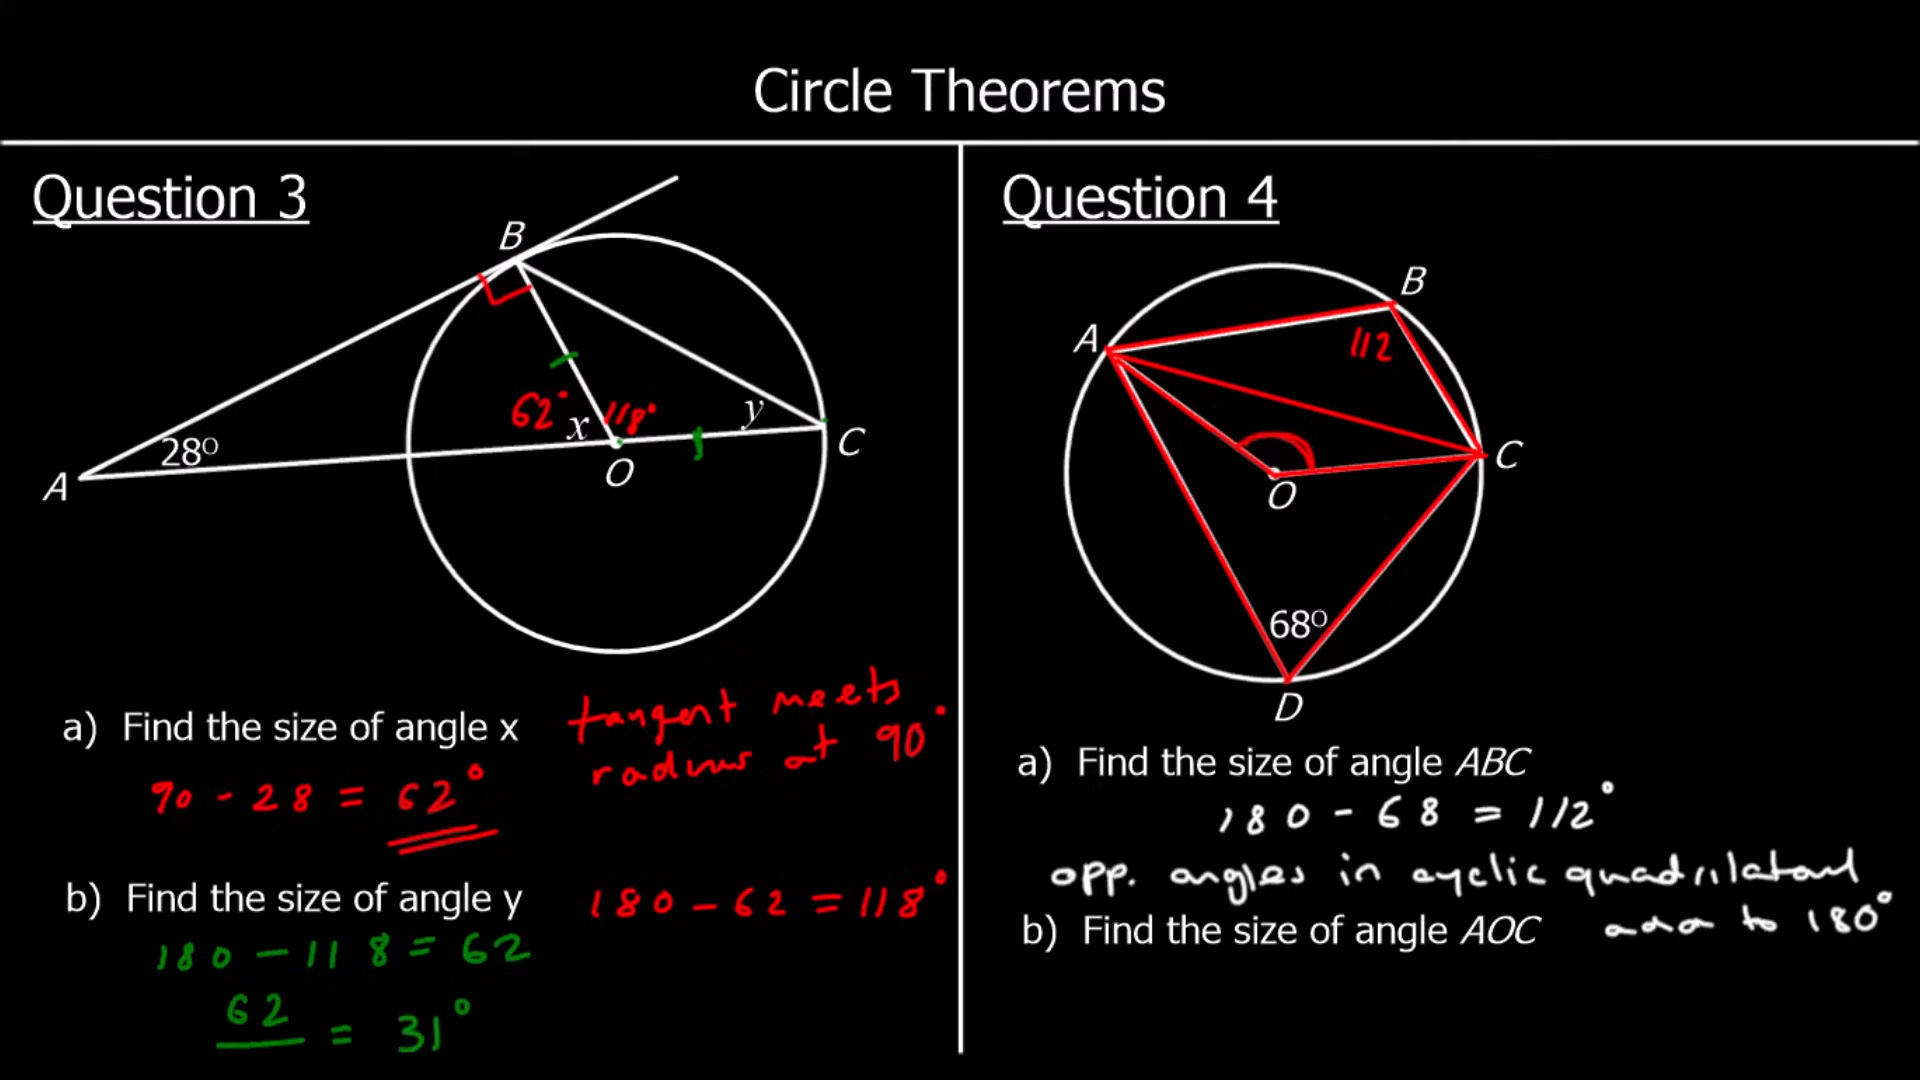 Circle Theorems
Question 3
B
62° x 118° y
28°
A
O
C
a) Find the size of angle x
tangent meets
radius at 90°
90 - 28 = 62°
b) Find the size of angle y
180 - 62 = 118°
180 - 118 = 62
62 = 31°
Question 4
B
A
112
C
O
68°
D
a) Find the size of angle ABC
180 - 68 = 112°
opp. angles in cyclic quadrilateral
add to 180°
b) Find the size of angle AOC